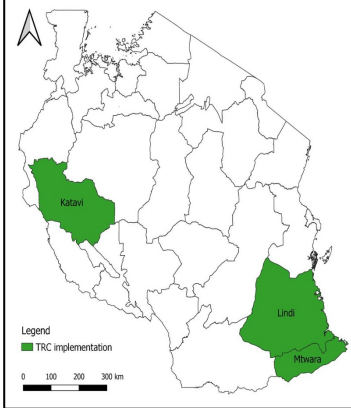 Katavi
Lindi
Mtwara
Legend
TRC implementation
0 100 200 300 km